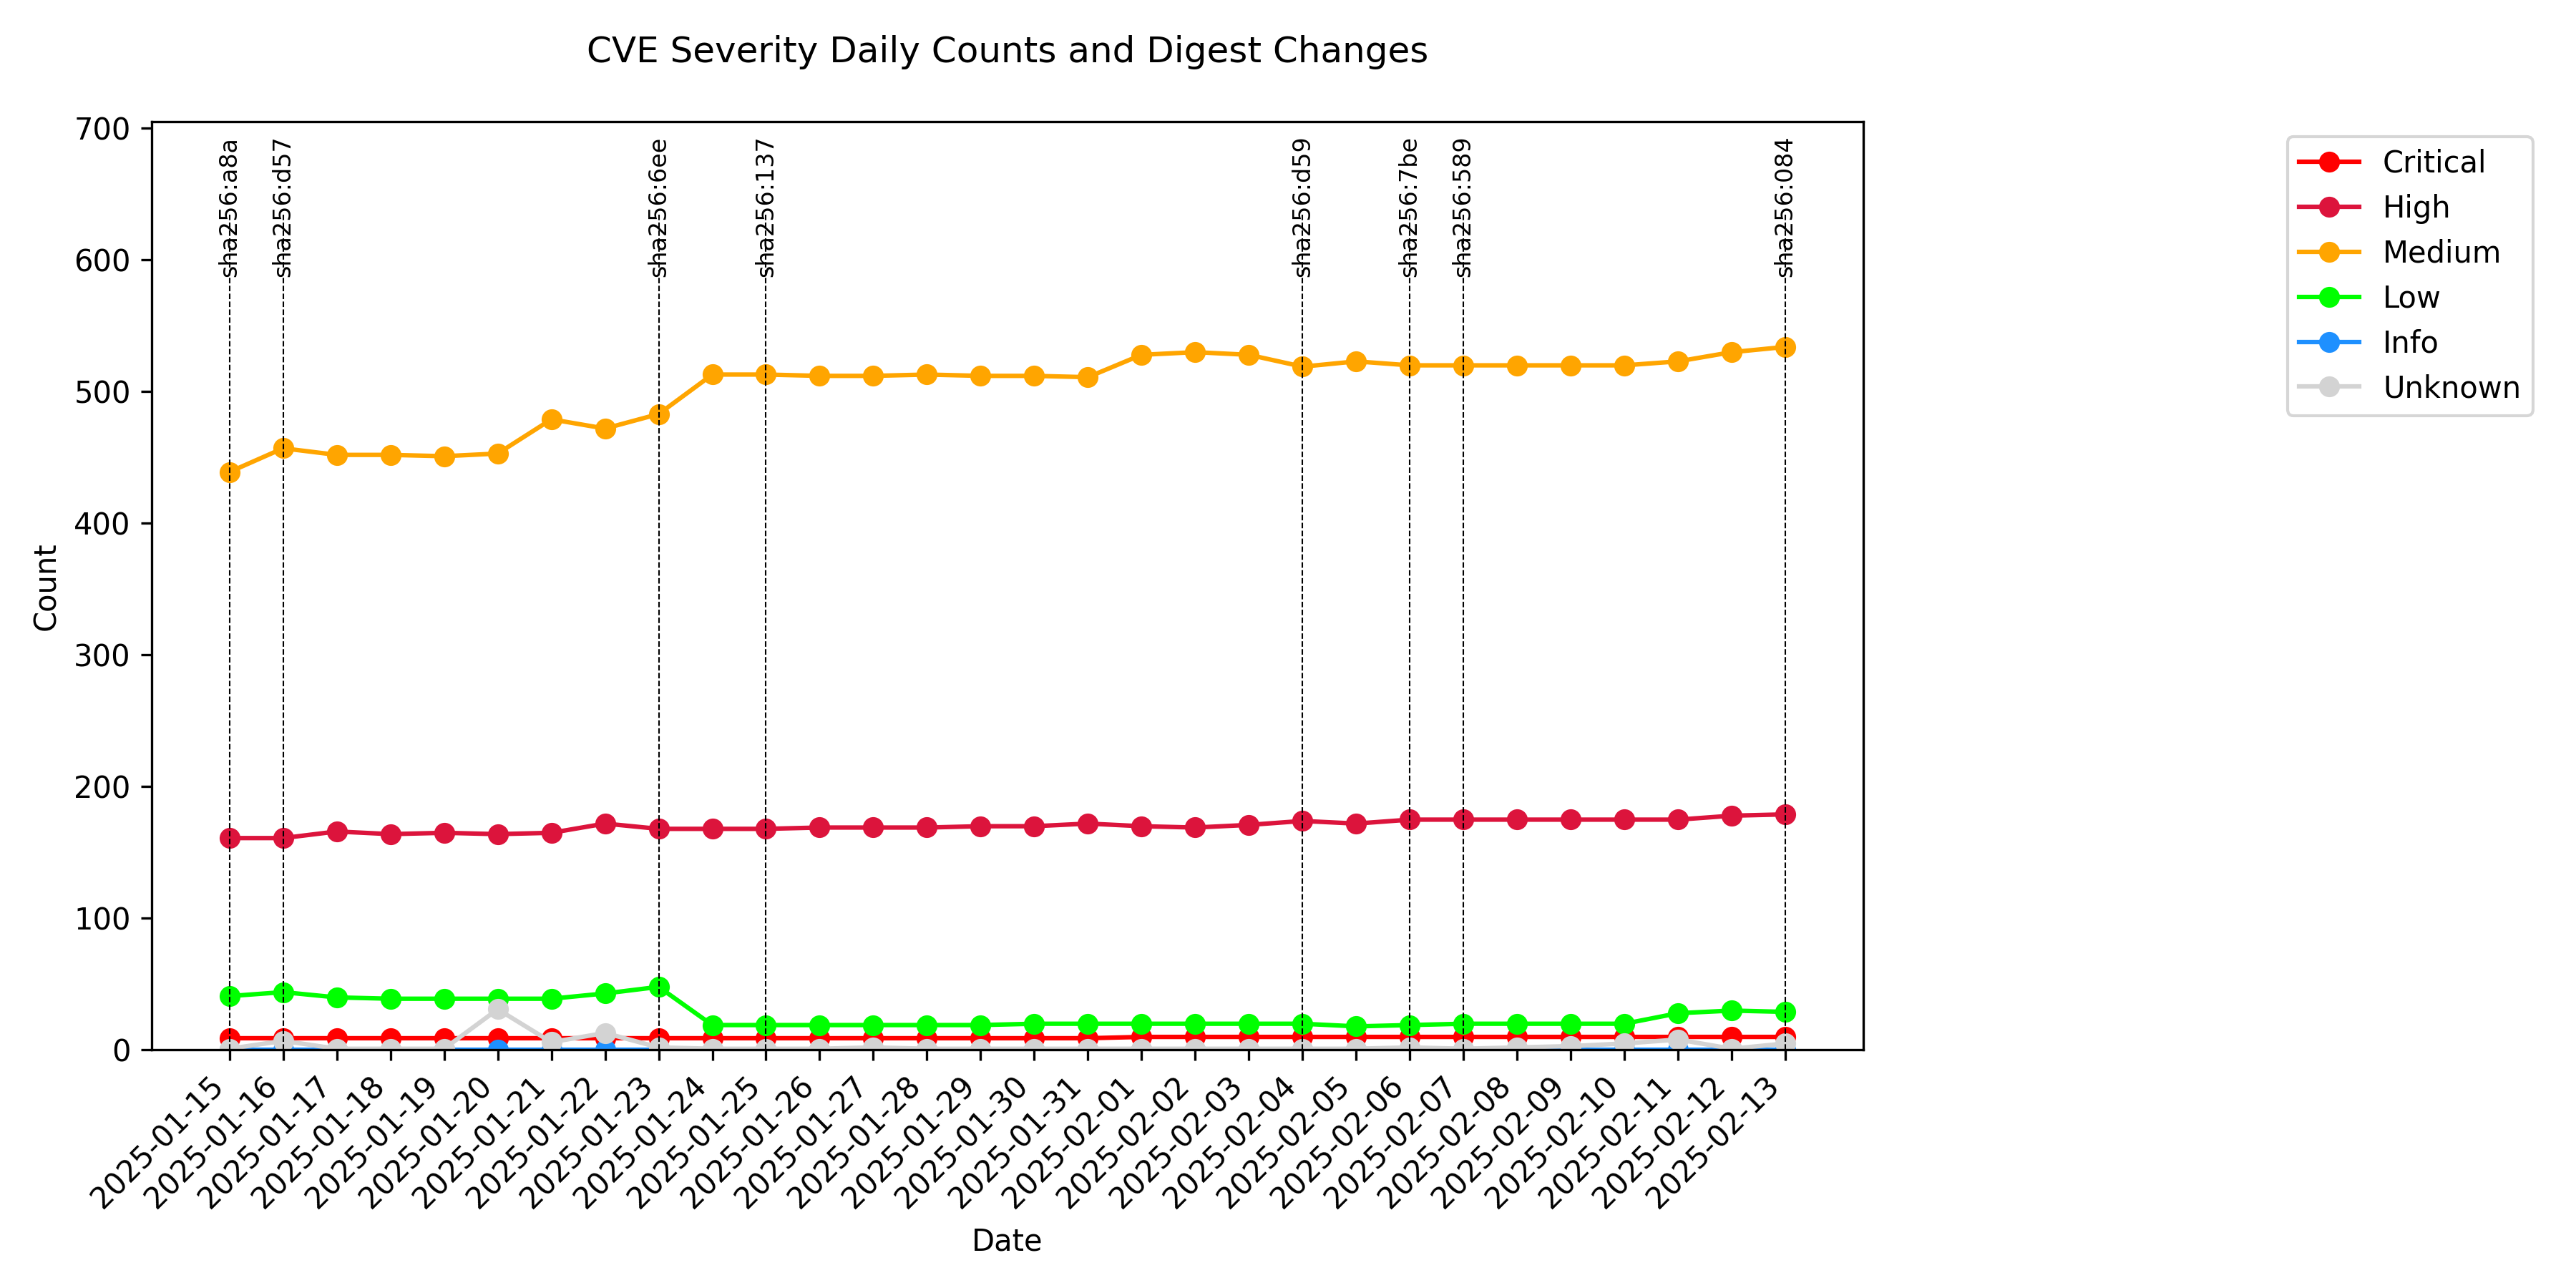 CVE Severity Daily Counts and Digest Changes
700
600
500
400
300
200
100
0
Count
sha256:a8a
sha256:d57
sha256:6ee
sha256:137
sha256:d59
sha256:7be
sha256:589
sha256:084
Critical
High
Medium
Low
Info
Unknown
2025-01-15
2025-01-16
2025-01-17
2025-01-18
2025-01-19
2025-01-20
2025-01-21
2025-01-22
2025-01-23
2025-01-24
2025-01-25
2025-01-26
2025-01-27
2025-01-28
2025-01-29
2025-01-30
2025-01-31
2025-02-01
2025-02-02
2025-02-03
2025-02-04
2025-02-05
2025-02-06
2025-02-07
2025-02-08
2025-02-09
2025-02-10
2025-02-11
2025-02-12
2025-02-13
Date